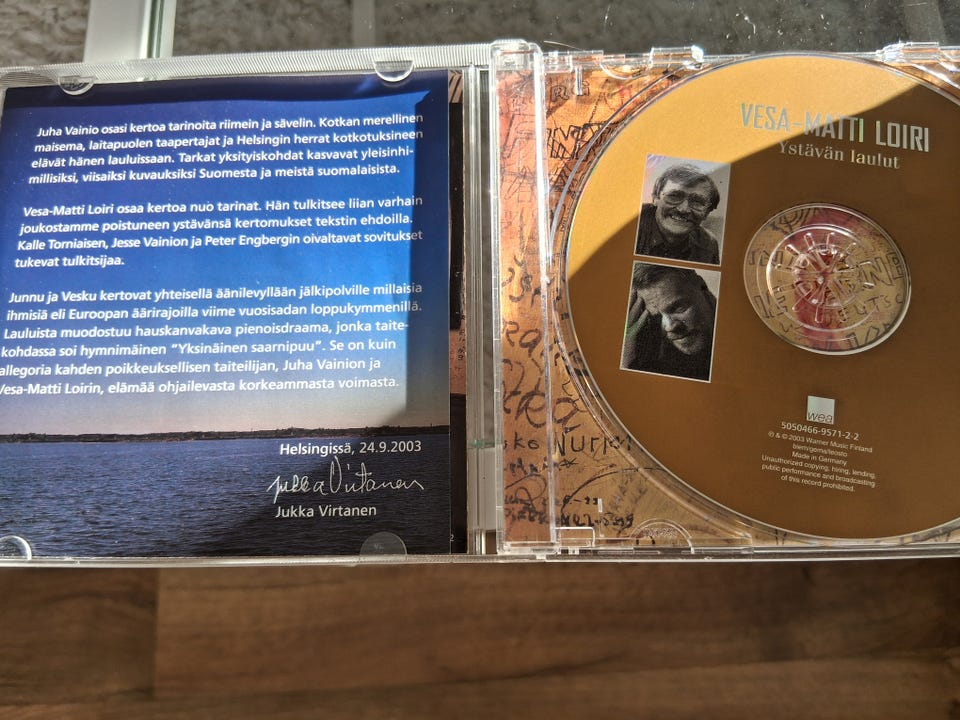 Juha Vainio osasi kertoa tarinoita riimein ja sävelin. Kotkan merellinen
maisema, laitapuolen taapertajat ja Helsingin herrat kotkotuksineen
elävät hänen lauluissaan. Tarkat yksityiskohdat kasvavat yleisinhi-
millisiksi, viisaiksi kuvauksiksi Suomesta ja meistä suomalaisista.
Vesa-Matti Loiri osaa kertoa nuo tarinat. Hän tulkitsee liian varhain
joukostamme poistuneen ystävänsä kertomukset tekstin ehdoilla.
Kalle Torniaisen, Jesse Vainion ja Peter Engbergin oivaltavat sovitukset
tukevat tulkitsijaa.
Junnu ja Vesku kertovat yhteisellä äänilevyllään jälkipolville millaisia
ihmisiä eli Euroopan äärirajoilla viime vuosisadan loppukymmenillä.
Lauluista muodostuu hauskanvakava pienoisdraama, jonka taite-
kohdassa soi hymnimäinen "Yksinäinen saarnipuu". Se on kuin
allegoria kahden poikkeuksellisen taiteilijan, Juha Vainion ja
Vesa-Matti Loirin, elämää ohjailevasta korkeammasta voimasta.
Helsingissä, 24.9.2003
Jukka Virtanen
Jukka Virtanen
2
VESA-MATTI LOIRI
Ystävän laulut
wea
5050466-9571-2-2
℗ & © 2003 Warner Music Finland
biem/gema/teosto
Made in Germany
Unauthorized copying, hiring, lending,
public performance and broadcasting
of this record prohibited.
Nurmi